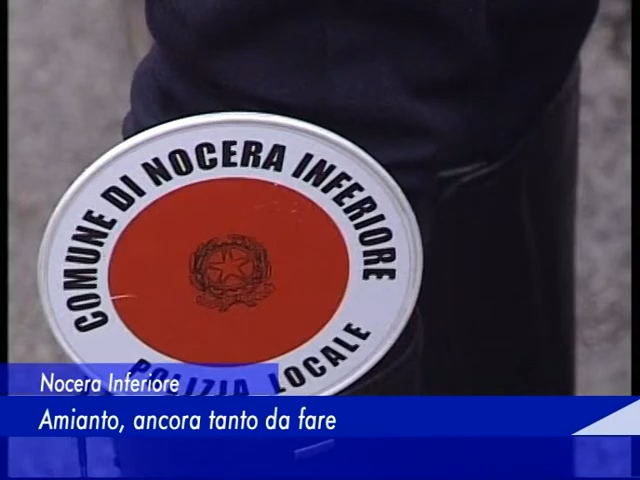 COMUNE DI NOCERA INFERIORE
POLIZIA LOCALE
Nocera Inferiore
Amianto, ancora tanto da fare